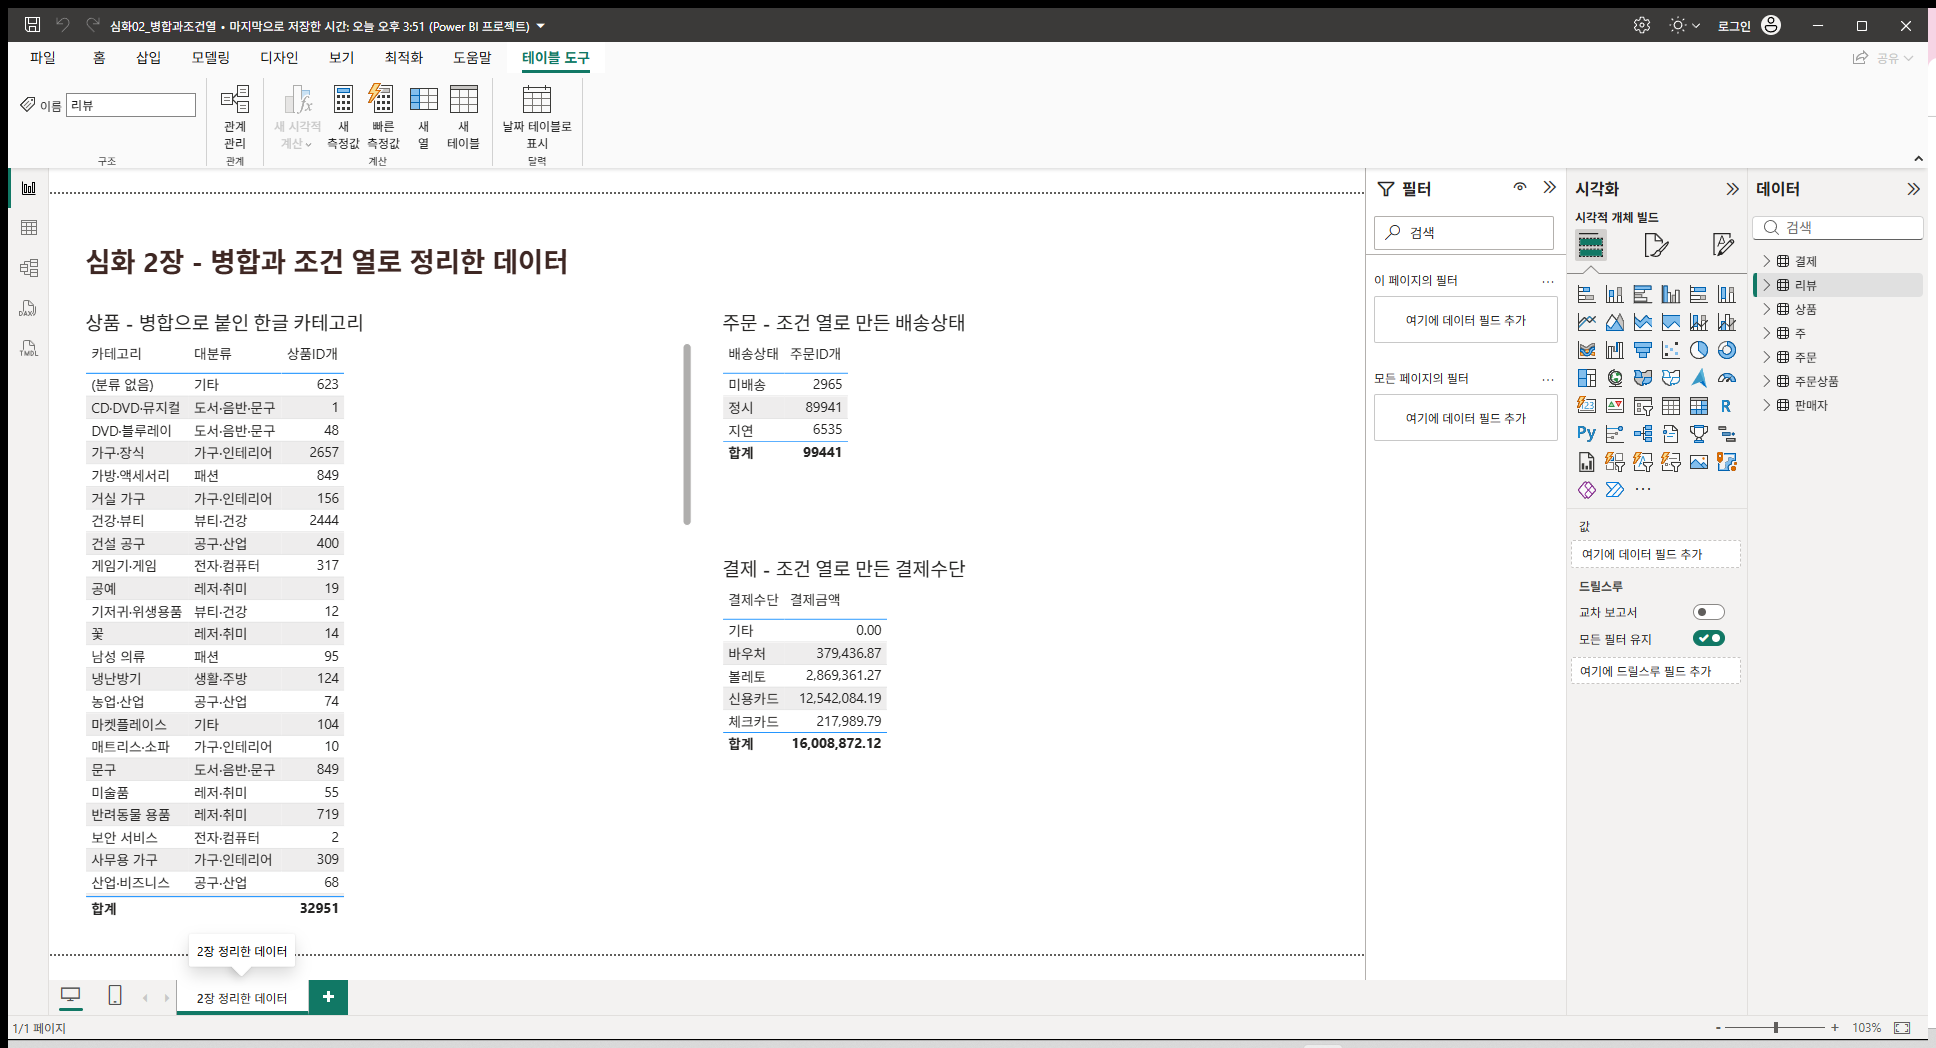 심화02_병합과조건열 • 마지막으로 저장한 시간: 오늘 오후 3:51 (Power BI 프로젝트)
로그인
파일 홈 삽입 모델링 디자인 보기 최적화 도움말 테이블 도구
공유
이름 리뷰
관계 관리
새 시각적 계산
새 측정값
빠른 측정값
새 열
새 테이블
날짜 테이블로 표시
구조 관계 계산 달력
DAX
TMDL
심화 2장 - 병합과 조건 열로 정리한 데이터
상품 - 병합으로 붙인 한글 카테고리
카테고리 대분류 상품ID개
(분류 없음) 기타 623
CD·DVD·뮤지컬 도서·음반·문구 1
DVD·블루레이 도서·음반·문구 48
가구·장식 가구·인테리어 2657
가방·액세서리 패션 849
거실 가구 가구·인테리어 156
건강·뷰티 뷰티·건강 2444
건설 공구 공구·산업 400
게임기·게임 전자·컴퓨터 317
공예 레저·취미 19
기저귀·위생용품 뷰티·건강 12
꽃 레저·취미 14
남성 의류 패션 95
냉난방기 생활·주방 124
농업·산업 공구·산업 74
마켓플레이스 기타 104
매트리스·소파 가구·인테리어 10
문구 도서·음반·문구 849
미술품 레저·취미 55
반려동물 용품 레저·취미 719
보안 서비스 전자·컴퓨터 2
사무용 가구 가구·인테리어 309
산업·비즈니스 공구·산업 68
합계 32951
주문 - 조건 열로 만든 배송상태
배송상태 주문ID개
미배송 2965
정시 89941
지연 6535
합계 99441
결제 - 조건 열로 만든 결제수단
결제수단 결제금액
기타 0.00
바우처 379,436.87
볼레토 2,869,361.27
신용카드 12,542,084.19
체크카드 217,989.79
합계 16,008,872.12
필터
검색
이 페이지의 필터 ...
여기에 데이터 필드 추가
모든 페이지의 필터 ...
여기에 데이터 필드 추가
시각화
시각적 개체 빌드
123
R
Py
...
값
여기에 데이터 필드 추가
드릴스루
교차 보고서
모든 필터 유지
여기에 드릴스루 필드 추가
데이터
검색
결제
리뷰
상품
주
주문
주문상품
판매자
2장 정리한 데이터
2장 정리한 데이터 +
1/1 페이지
- + 103%